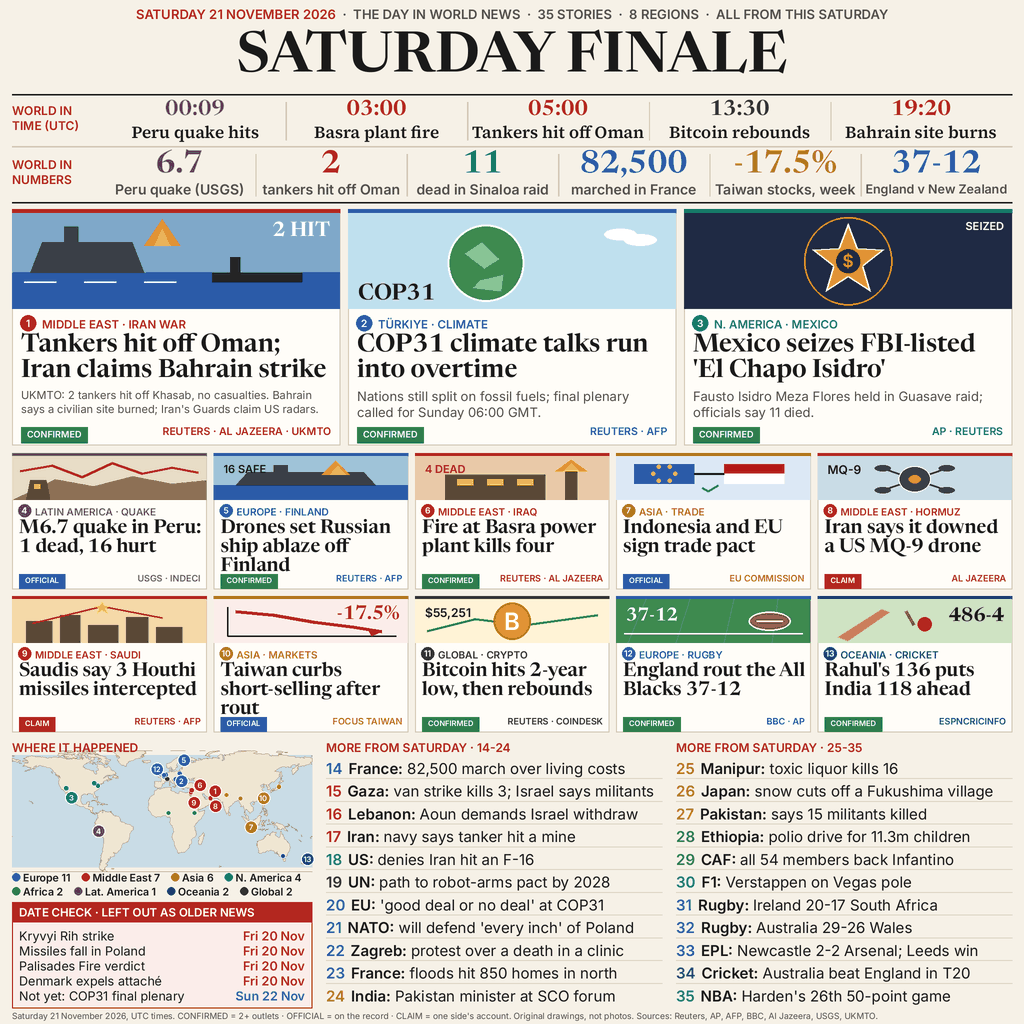 SATURDAY 21 NOVEMBER 2026 · THE DAY IN WORLD NEWS · 35 STORIES · 8 REGIONS · ALL FROM THIS SATURDAY
SATURDAY FINALE
WORLD IN
TIME (UTC)
00:09
Peru quake hits
03:00
Basra plant fire
05:00
Tankers hit off Oman
13:30
Bitcoin rebounds
19:20
Bahrain site burns
WORLD IN
NUMBERS
6.7
Peru quake (USGS)
2
tankers hit off Oman
11
dead in Sinaloa raid
82,500
marched in France
-17.5%
Taiwan stocks, week
37-12
England v New Zealand
2 HIT
1 MIDDLE EAST · IRAN WAR
Tankers hit off Oman;
Iran claims Bahrain strike
UKMTO: 2 tankers hit off Khasab, no casualties. Bahrain
says a civilian site burned; Iran's Guards claim US radars.
CONFIRMED
REUTERS · AL JAZEERA · UKMTO
COP31
2 TÜRKIYE · CLIMATE
COP31 climate talks run
into overtime
Nations still split on fossil fuels; final plenary
called for Sunday 06:00 GMT.
CONFIRMED
REUTERS · AFP
SEIZED
$
3 N. AMERICA · MEXICO
Mexico seizes FBI-listed
'El Chapo Isidro'
Fausto Isidro Meza Flores held in Guasave raid;
officials say 11 died.
CONFIRMED
AP · REUTERS
4 LATIN AMERICA · QUAKE
M6.7 quake in Peru:
1 dead, 16 hurt
OFFICIAL
USGS · INDECI
16 SAFE
5 EUROPE · FINLAND
Drones set Russian
ship ablaze off
Finland
CONFIRMED
REUTERS · AFP
4 DEAD
6 MIDDLE EAST · IRAQ
Fire at Basra power
plant kills four
CONFIRMED
REUTERS · AL JAZEERA
7 ASIA · TRADE
Indonesia and EU
sign trade pact
OFFICIAL
EU COMMISSION
MQ-9
8 MIDDLE EAST · HORMUZ
Iran says it downed
a US MQ-9 drone
CLAIM
AL JAZEERA
9 MIDDLE EAST · SAUDI
Saudis say 3 Houthi
missiles intercepted
CLAIM
REUTERS · AFP
-17.5%
10 ASIA · MARKETS
Taiwan curbs
short-selling after
rout
OFFICIAL
FOCUS TAIWAN
$55,251
B
11 GLOBAL · CRYPTO
Bitcoin hits 2-year
low, then rebounds
CONFIRMED
REUTERS · COINDESK
37-12
12 EUROPE · RUGBY
England rout the All
Blacks 37-12
CONFIRMED
BBC · AP
486-4
13 OCEANIA · CRICKET
Rahul's 136 puts
India 118 ahead
CONFIRMED
ESPNCRICINFO
WHERE IT HAPPENED
12
5
2
6
1
3
9
8
10
4
7
13
Europe 11 Middle East 7 Asia 6 N. America 4
Africa 2 Lat. America 1 Oceania 2 Global 2
DATE CHECK · LEFT OUT AS OLDER NEWS
Kryvyi Rih strike Fri 20 Nov
Missiles fall in Poland Fri 20 Nov
Palisades Fire verdict Fri 20 Nov
Denmark expels attaché Fri 20 Nov
Not yet: COP31 final plenary Sun 22 Nov
MORE FROM SATURDAY · 14-24
14 France: 82,500 march over living costs
15 Gaza: van strike kills 3; Israel says militants
16 Lebanon: Aoun demands Israel withdraw
17 Iran: navy says tanker hit a mine
18 US: denies Iran hit an F-16
19 UN: path to robot-arms pact by 2028
20 EU: 'good deal or no deal' at COP31
21 NATO: will defend 'every inch' of Poland
22 Zagreb: protest over a death in a clinic
23 France: floods hit 850 homes in north
24 India: Pakistan minister at SCO forum
MORE FROM SATURDAY · 25-35
25 Manipur: toxic liquor kills 16
26 Japan: snow cuts off a Fukushima village
27 Pakistan: says 15 militants killed
28 Ethiopia: polio drive for 11.3m children
29 CAF: all 54 members back Infantino
30 F1: Verstappen on Vegas pole
31 Rugby: Ireland 20-17 South Africa
32 Rugby: Australia 29-26 Wales
33 EPL: Newcastle 2-2 Arsenal; Leeds win
34 Cricket: Australia beat England in T20
35 NBA: Harden's 26th 50-point game
Saturday 21 November 2026, UTC times. CONFIRMED = 2+ outlets · OFFICIAL = on the record · CLAIM = one side's account. Original drawings, not photos. Sources: Reuters, AP, AFP, BBC, Al Jazeera, USGS, UKMTO.